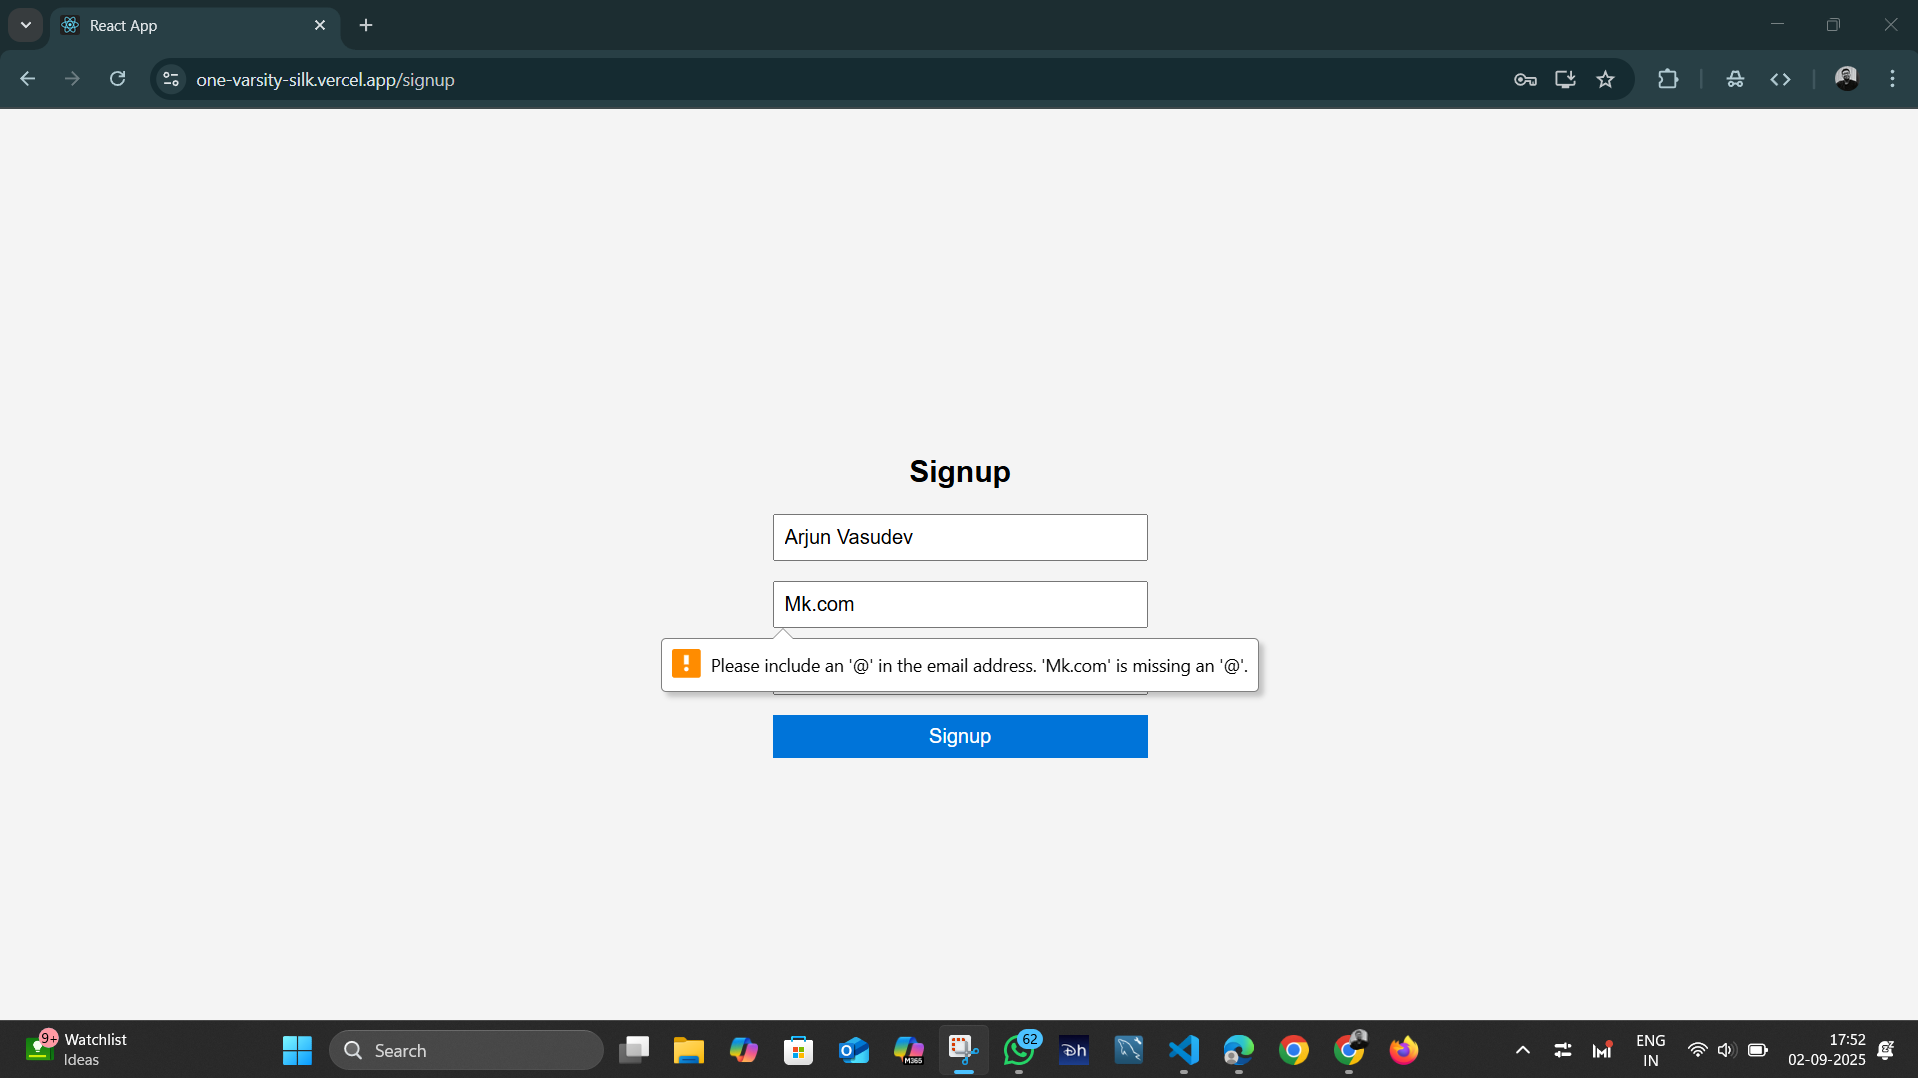 React App
one-varsity-silk.vercel.app/signup
Signup
Arjun Vasudev
Mk.com
Please include an '@' in the email address. 'Mk.com' is missing an '@'.
Signup
9+
Watchlist
Ideas
Search
M365
62
Dh
ENG
IN
17:52
02-09-2025